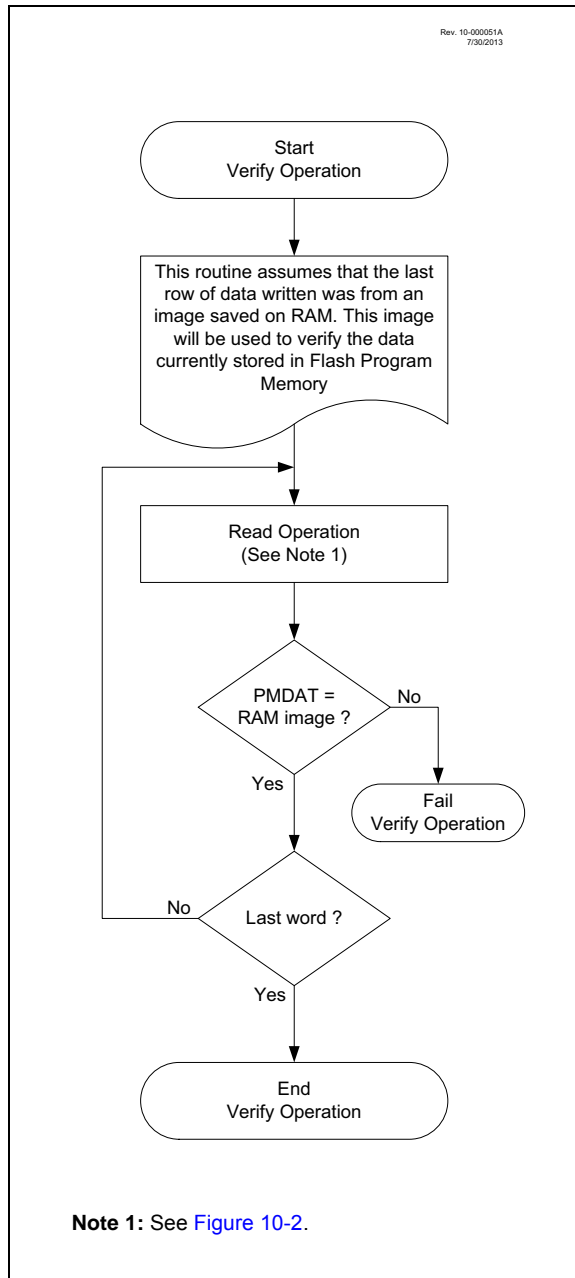 Rev. 10-000051A
7/30/2013
Start
Verify Operation
This routine assumes that the last
row of data written was from an
image saved on RAM. This image
will be used to verify the data
currently stored in Flash Program
Memory
Read Operation
(See Note 1)
PMDAT =
RAM image ?
No
Yes
Fail
Verify Operation
Last word ?
No
Yes
End
Verify Operation
Note 1: See Figure 10-2.